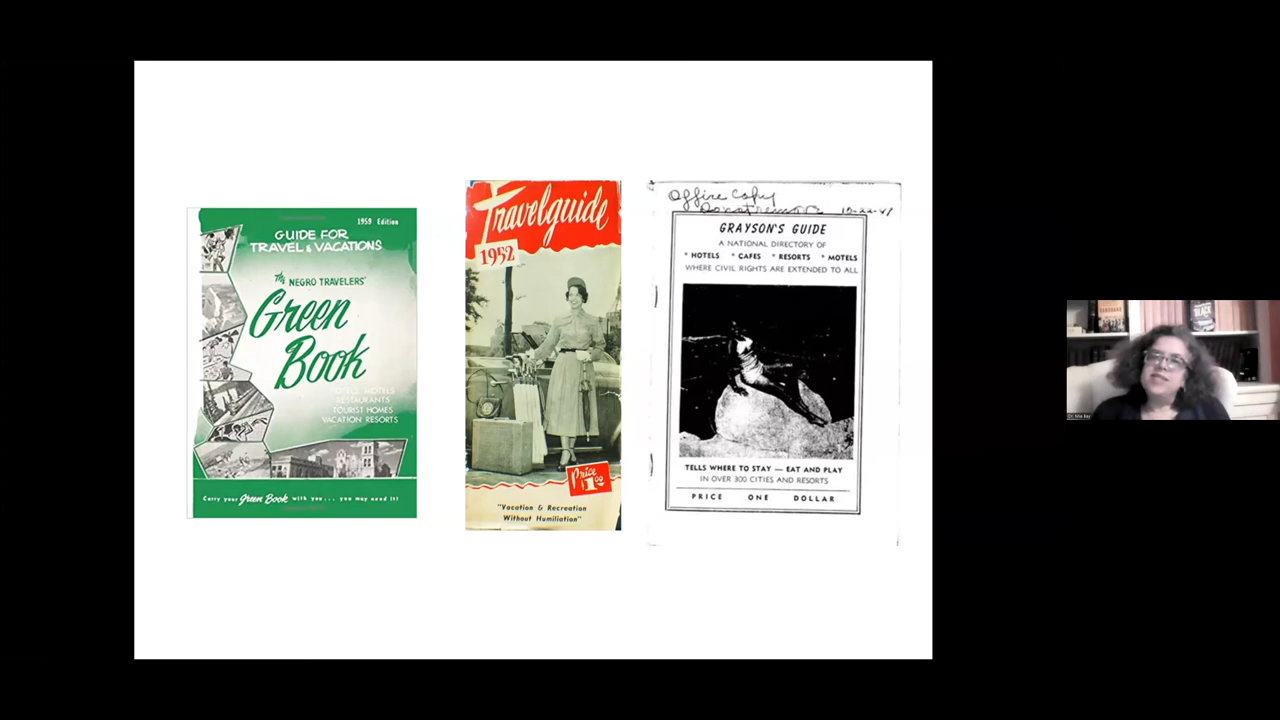 1959 Edition
GUIDE FOR
TRAVEL & VACATIONS
The NEGRO TRAVELERS'
Green
Book
HOTELS
RESTAURANTS
TOURIST HOMES
VACATION RESORTS
Carry your Green Book with you... you may need it!
Travelguide
1952
Price
$1.00
"Vacation & Recreation
Without Humiliation"
Office Copy
GRAYSON'S GUIDE
A NATIONAL DIRECTORY OF
* HOTELS * CAFES * RESORTS * MOTELS
WHERE CIVIL RIGHTS ARE EXTENDED TO ALL
TELLS WHERE TO STAY — EAT AND PLAY
IN OVER 300 CITIES AND RESORTS
PRICE ONE DOLLAR
BLACK